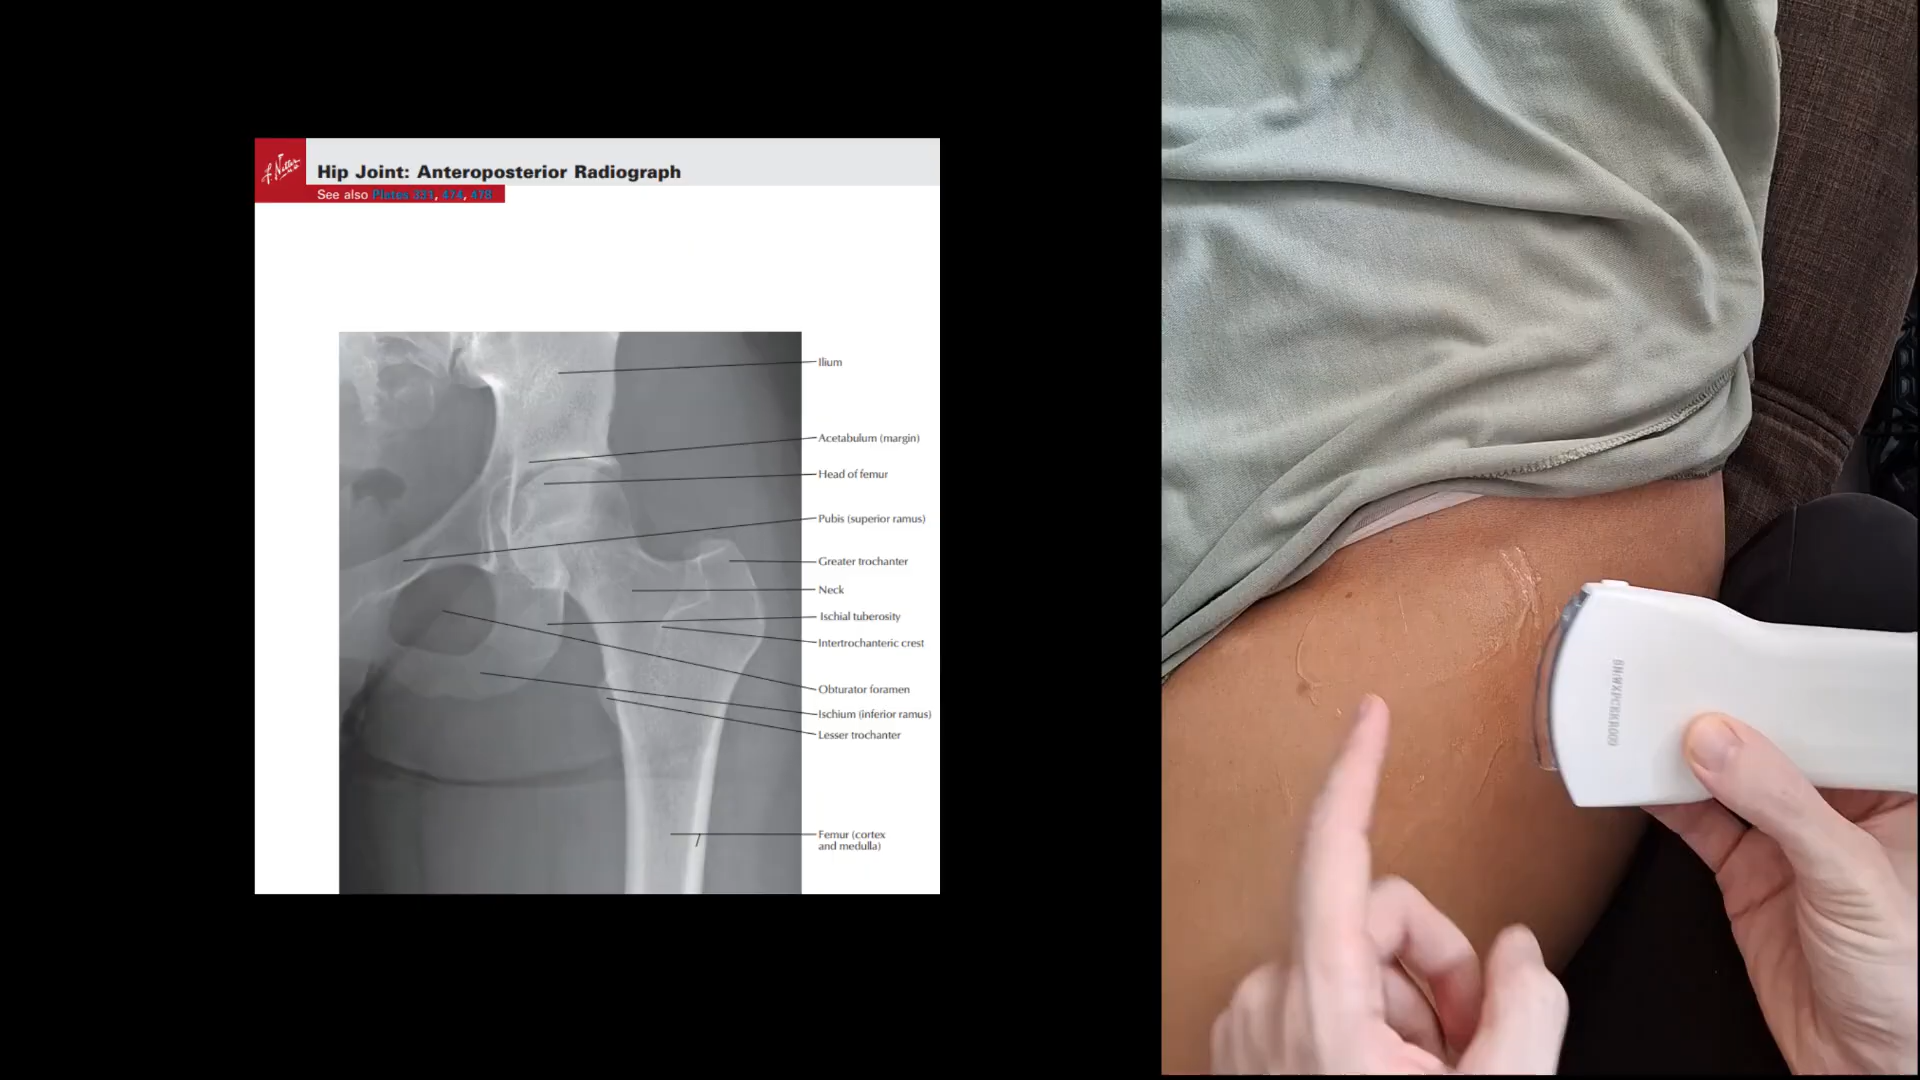 Hip Joint: Anteroposterior Radiograph
See also Plates 331, 474, 478
Ilium
Acetabulum (margin)
Head of femur
Pubis (superior ramus)
Greater trochanter
Neck
Ischial tuberosity
Intertrochanteric crest
Obturator foramen
Ischium (inferior ramus)
Lesser trochanter
Femur (cortex
and medulla)